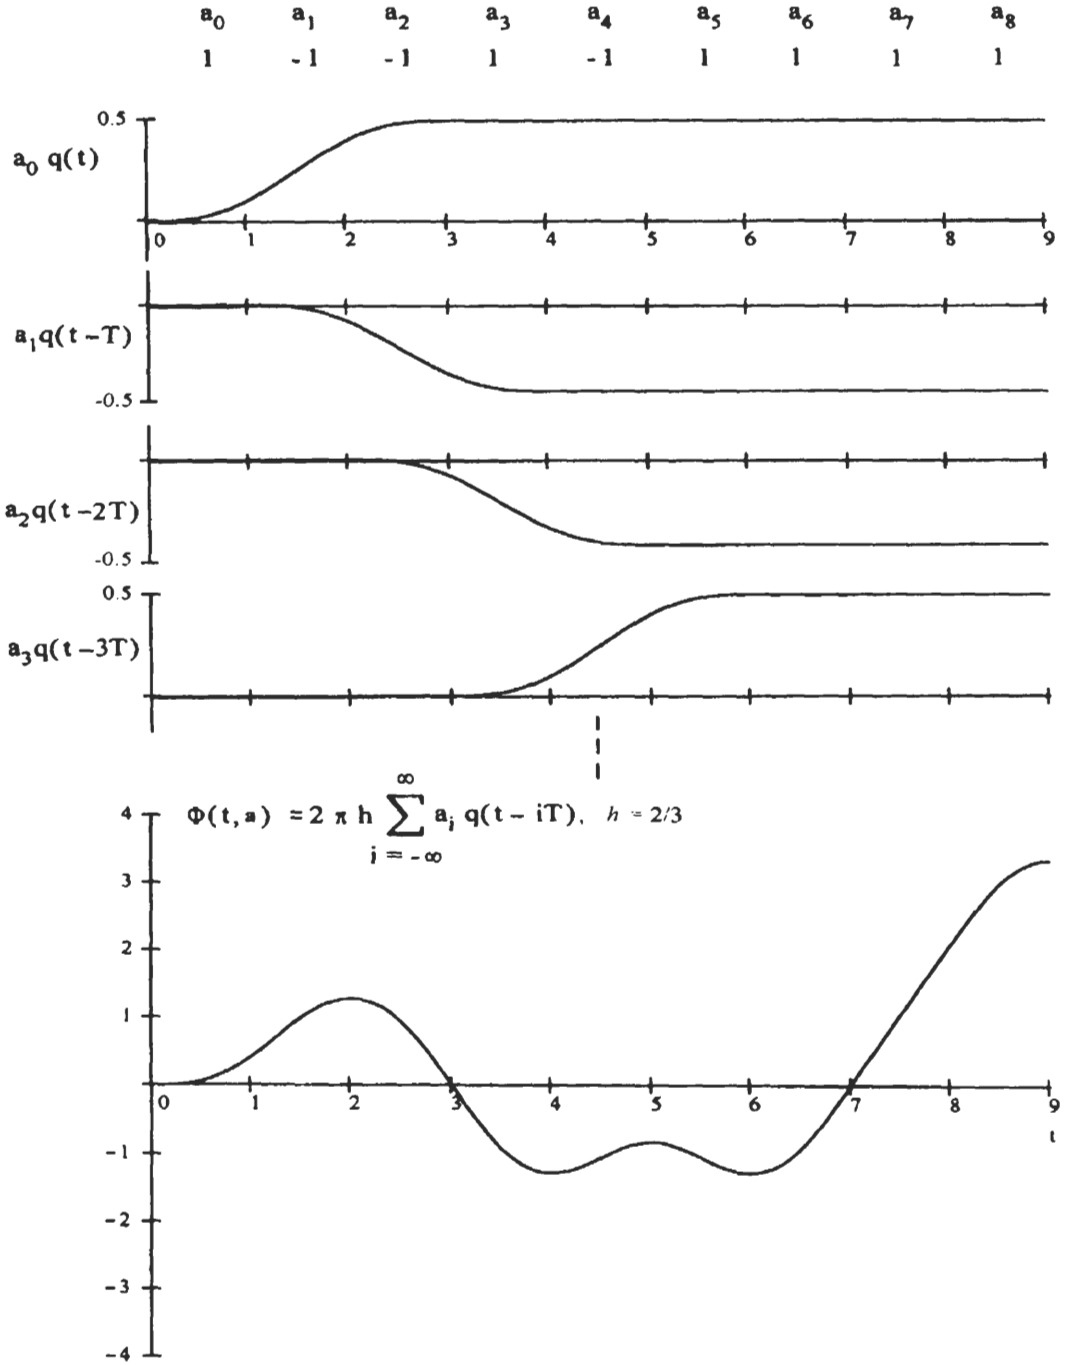 a₀ a₁ a₂ a₃ a₄ a₅ a₆ a₇ a₈
1 -1 -1 1 -1 1 1 1 1
0.5
a₀ q(t)
0 1 2 3 4 5 6 7 8 9
a₁q(t-T)
-0.5
a₂q(t-2T)
-0.5
0.5
a₃q(t-3T)
∞
4 Φ(t,a) = 2 π h ∑ aᵢ q(t - iT), h = 2/3
i = -∞
3
2
1
0 1 2 3 4 5 6 7 8 9
t
-1
-2
-3
-4